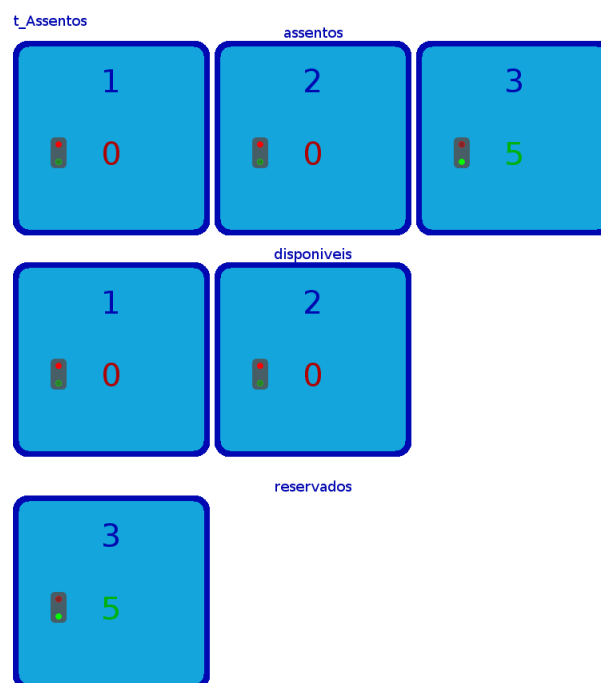 t_Assentos
assentos
1 2 3
0 0 5
disponiveis
1 2
0 0
reservados
3
5